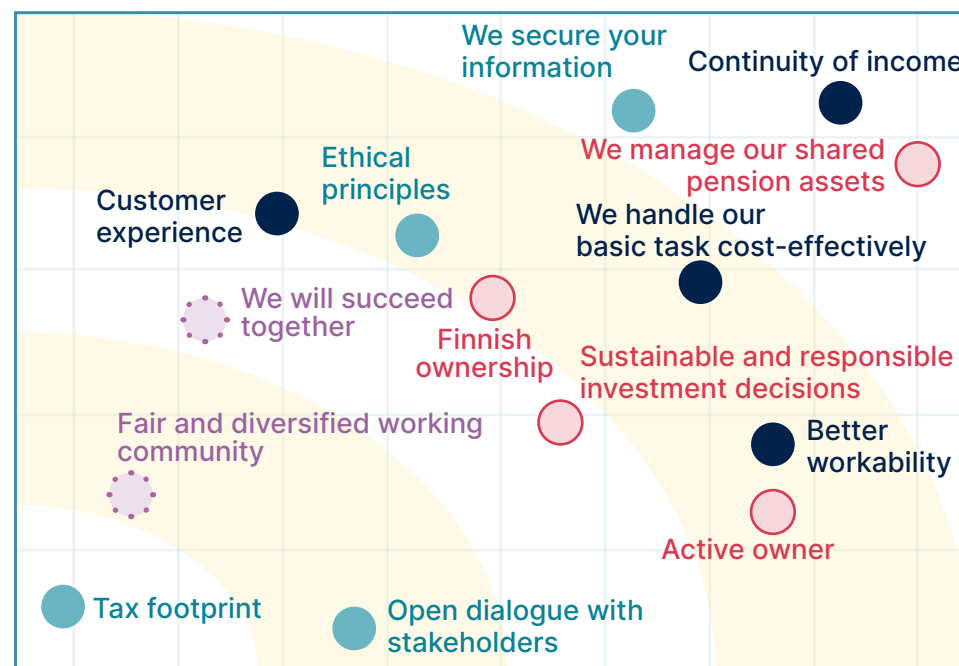 We secure your
information
Continuity of income
We manage our shared
pension assets
Ethical
principles
Customer
experience
We handle our
basic task cost-effectively
We will succeed
together
Finnish
ownership
Sustainable and responsible
investment decisions
Fair and diversified working
community
Better
workability
Active owner
Tax footprint
Open dialogue with
stakeholders